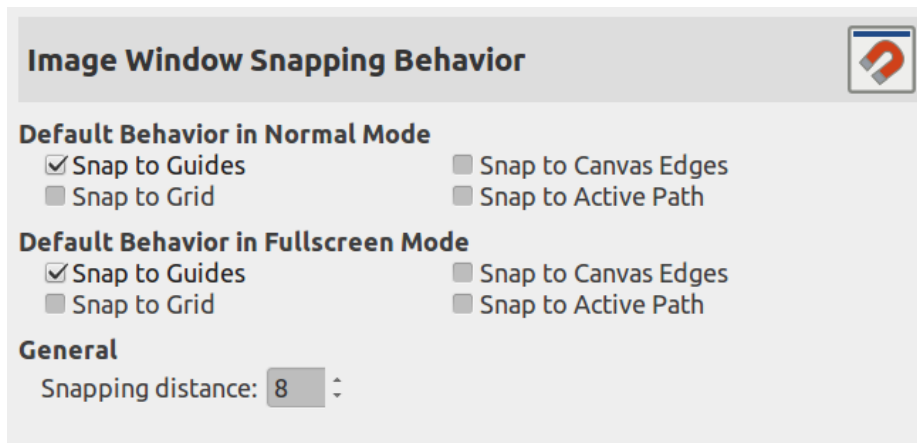 Image Window Snapping Behavior
Default Behavior in Normal Mode
Snap to Guides Snap to Canvas Edges
Snap to Grid Snap to Active Path
Default Behavior in Fullscreen Mode
Snap to Guides Snap to Canvas Edges
Snap to Grid Snap to Active Path
General
Snapping distance: 8